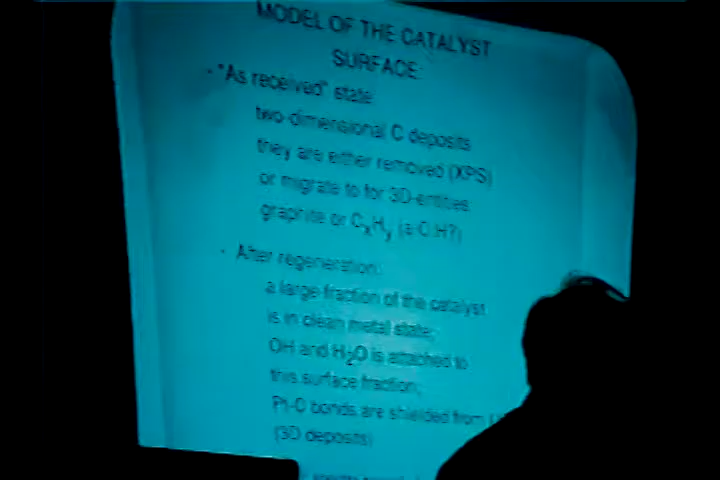 MODEL OF THE CATALYST
SURFACE:
- "As received" state:
two-dimensional C deposits
they are either removed (XPS)
or migrate to for 3D-entities:
graphite or CxHy (a-C:H?)
- After regeneration:
a large fraction of the catalyst
is in clean metal state;
OH and H2O is attached to
this surface fraction;
Pt-C bonds are shielded from
(3D deposits)